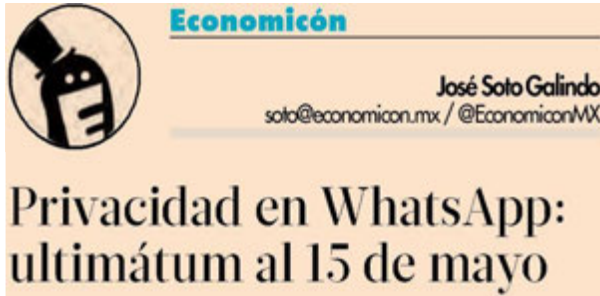 Economicón
José Soto Galindo
soto@economicon.mx / @EconomiconMX
Privacidad en WhatsApp:
ultimátum al 15 de mayo